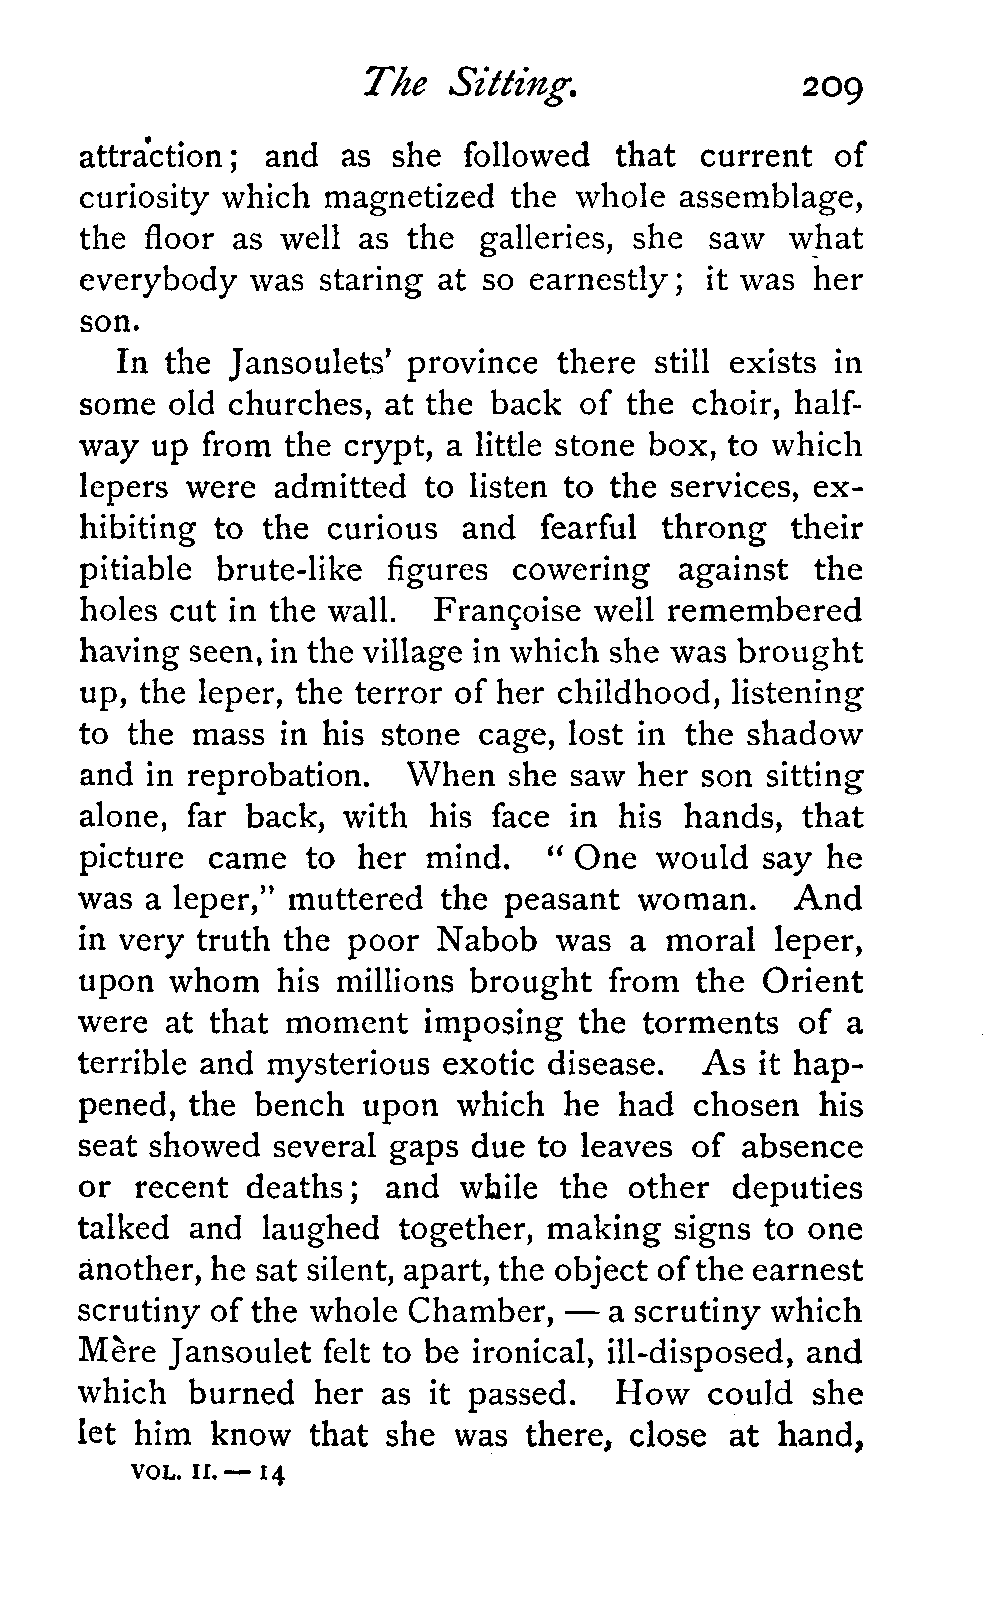 The Sitting. 209
attraction; and as she followed that current of
curiosity which magnetized the whole assemblage,
the floor as well as the galleries, she saw what
everybody was staring at so earnestly; it was her
son.
In the Jansoulets' province there still exists in
some old churches, at the back of the choir, half-
way up from the crypt, a little stone box, to which
lepers were admitted to listen to the services, ex-
hibiting to the curious and fearful throng their
pitiable brute-like figures cowering against the
holes cut in the wall. Françoise well remembered
having seen, in the village in which she was brought
up, the leper, the terror of her childhood, listening
to the mass in his stone cage, lost in the shadow
and in reprobation. When she saw her son sitting
alone, far back, with his face in his hands, that
picture came to her mind. " One would say he
was a leper," muttered the peasant woman. And
in very truth the poor Nabob was a moral leper,
upon whom his millions brought from the Orient
were at that moment imposing the torments of a
terrible and mysterious exotic disease. As it hap-
pened, the bench upon which he had chosen his
seat showed several gaps due to leaves of absence
or recent deaths; and while the other deputies
talked and laughed together, making signs to one
another, he sat silent, apart, the object of the earnest
scrutiny of the whole Chamber, — a scrutiny which
Mère Jansoulet felt to be ironical, ill-disposed, and
which burned her as it passed. How could she
let him know that she was there, close at hand,
VOL. II. — 14